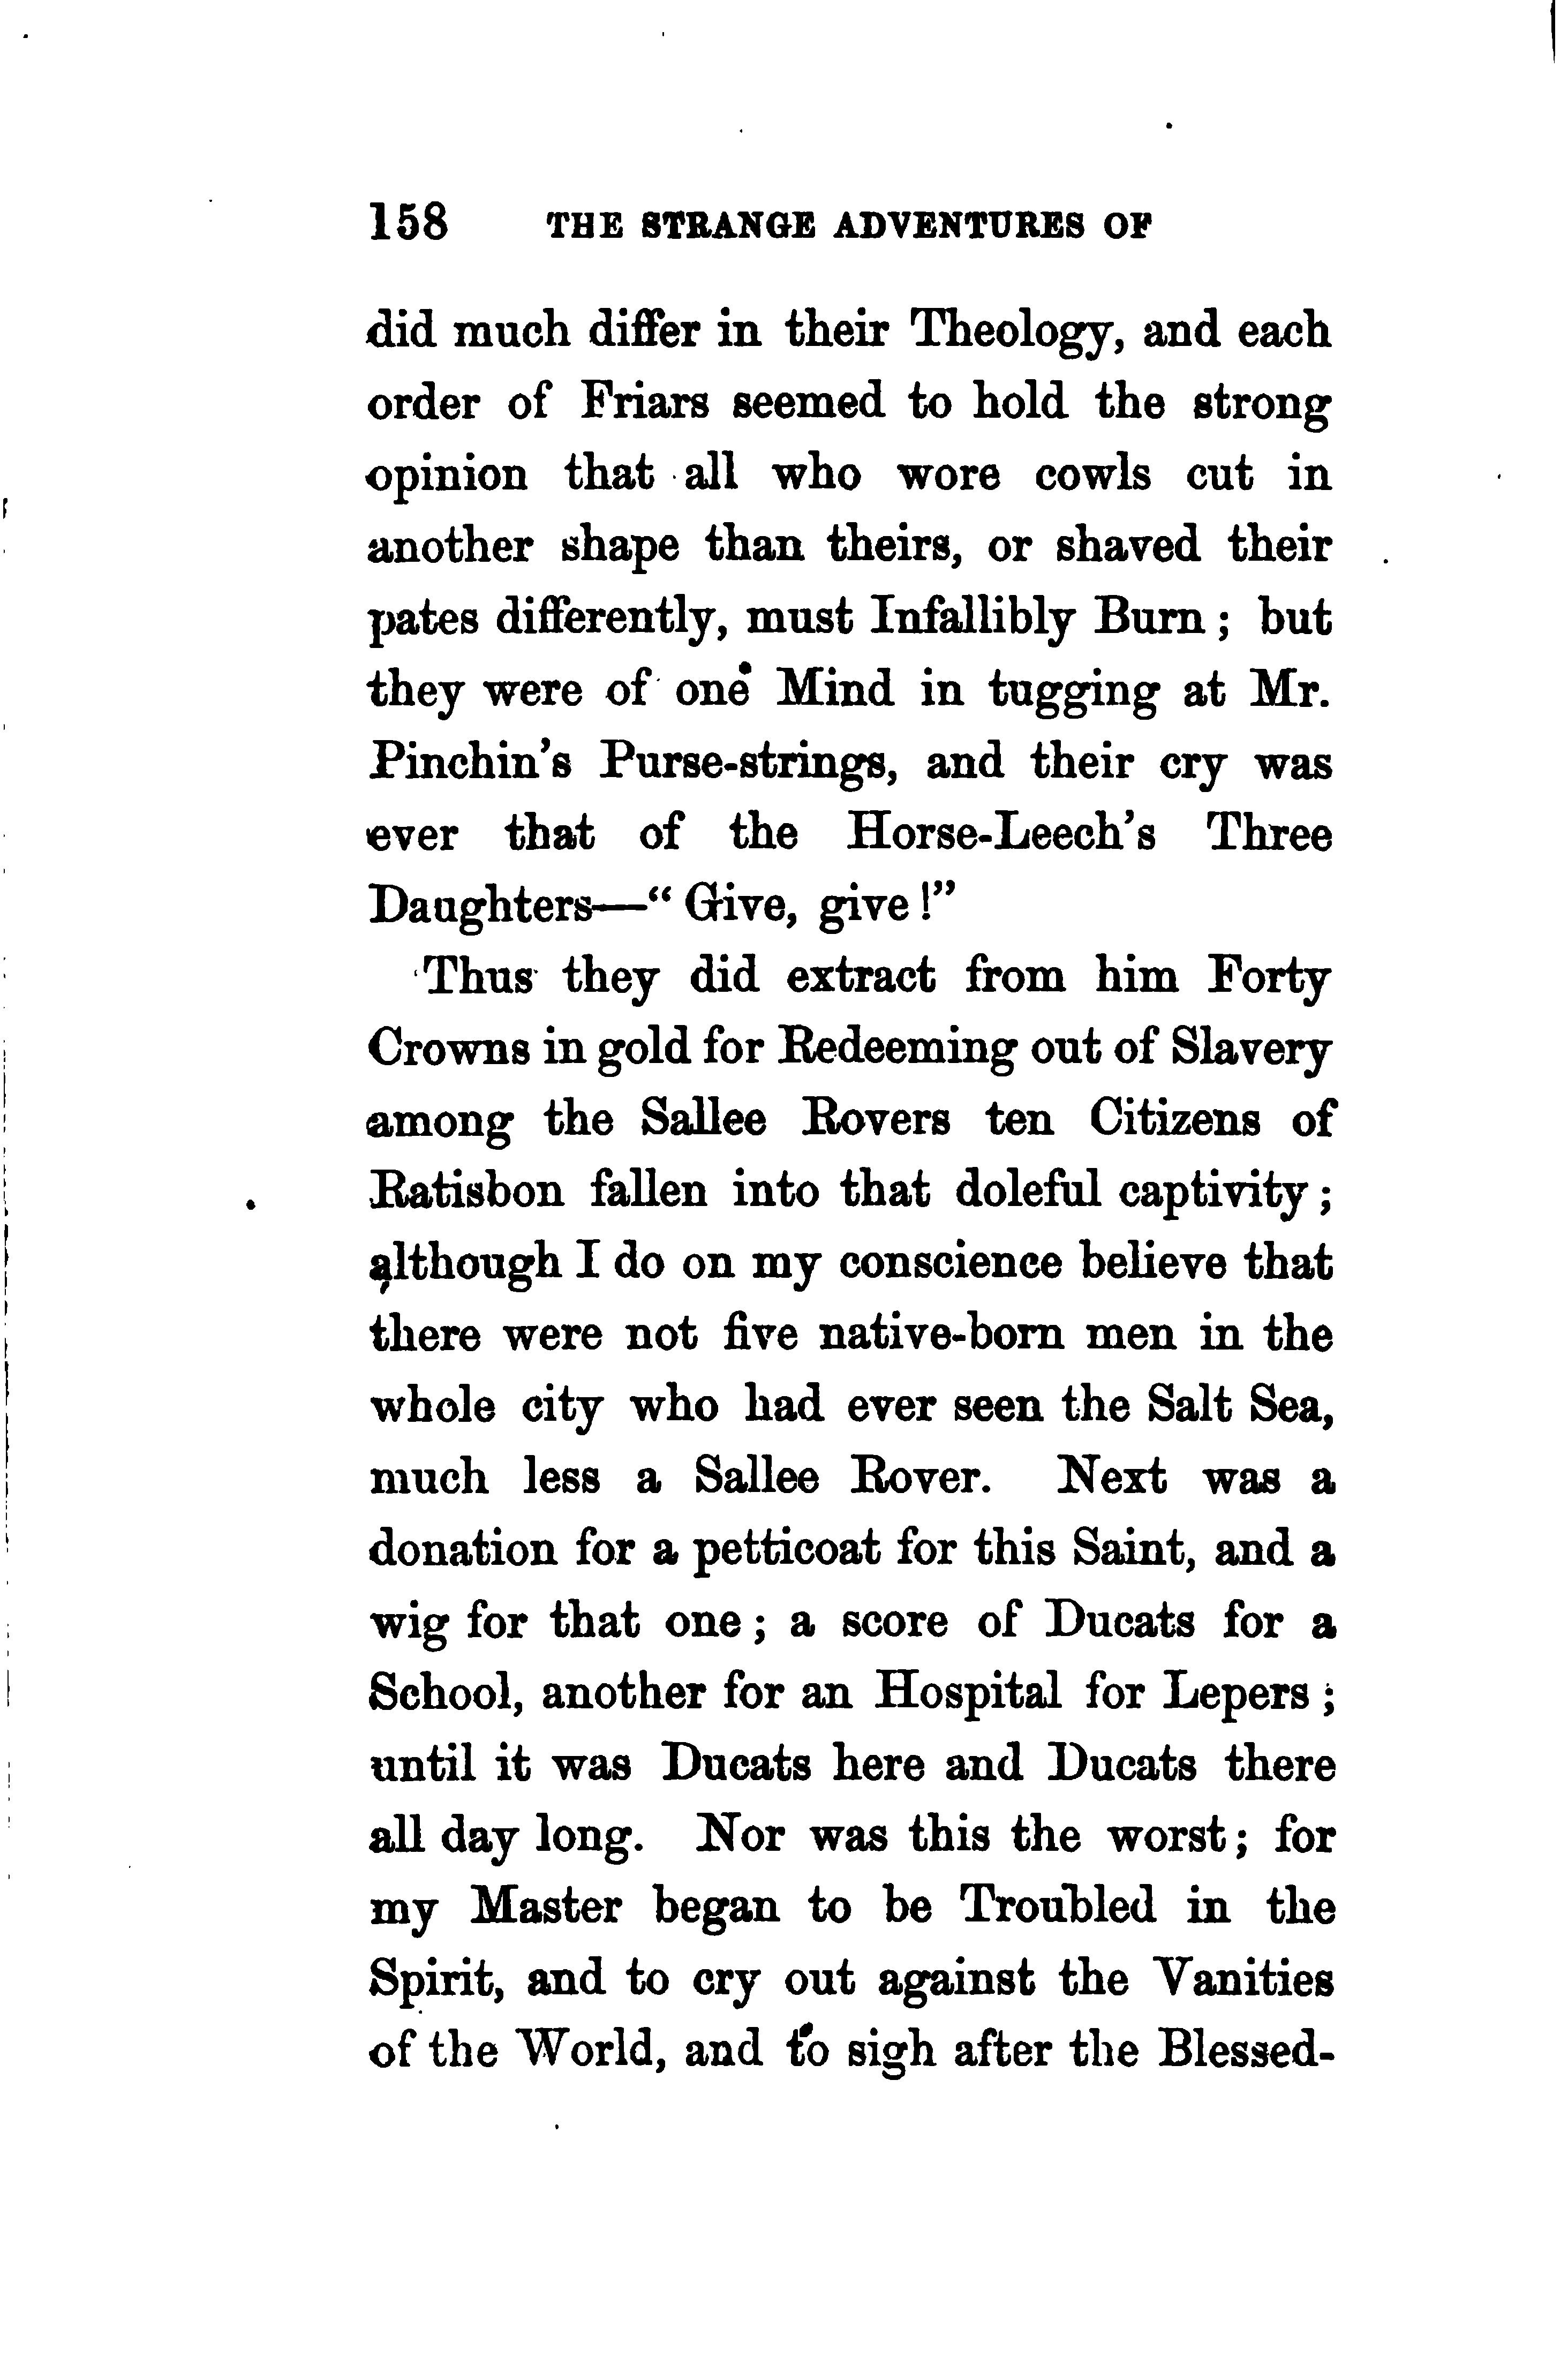 158 THE STRANGE ADVENTURES OF
did much differ in their Theology, and each
order of Friars seemed to hold the strong
opinion that all who wore cowls cut in
another shape than theirs, or shaved their
pates differently, must Infallibly Burn ; but
they were of one Mind in tugging at Mr.
Pinchin's Purse-strings, and their cry was
ever that of the Horse-Leech's Three
Daughters—“ Give, give !”
Thus they did extract from him Forty
Crowns in gold for Redeeming out of Slavery
among the Sallee Rovers ten Citizens of
Ratisbon fallen into that doleful captivity ;
although I do on my conscience believe that
there were not five native-born men in the
whole city who had ever seen the Salt Sea,
much less a Sallee Rover. Next was a
donation for a petticoat for this Saint, and a
wig for that one ; a score of Ducats for a
School, another for an Hospital for Lepers ;
until it was Ducats here and Ducats there
all day long. Nor was this the worst ; for
my Master began to be Troubled in the
Spirit, and to cry out against the Vanities
of the World, and to sigh after the Blessed-